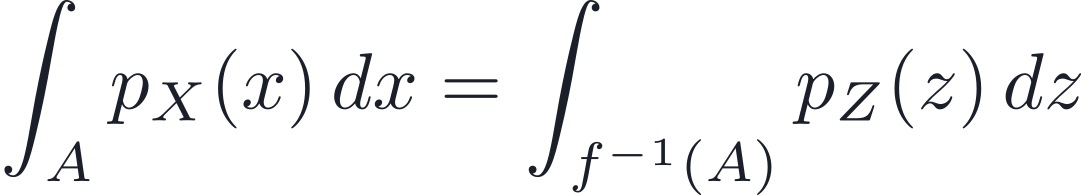 ∫_A p_X(x) dx = ∫_{f^{-1}(A)} p_Z(z) dz